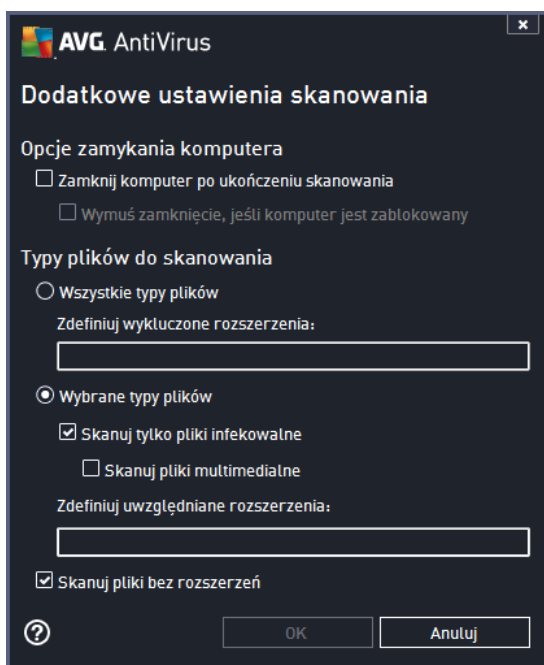 AVG. AntiVirus
Dodatkowe ustawienia skanowania
Opcje zamykania komputera
Zamknij komputer po ukończeniu skanowania
Wymuś zamknięcie, jeśli komputer jest zablokowany
Typy plików do skanowania
Wszystkie typy plików
Zdefiniuj wykluczone rozszerzenia:
Wybrane typy plików
Skanuj tylko pliki infekowalne
Skanuj pliki multimedialne
Zdefiniuj uwzględniane rozszerzenia:
Skanuj pliki bez rozszerzeń
OK Anuluj